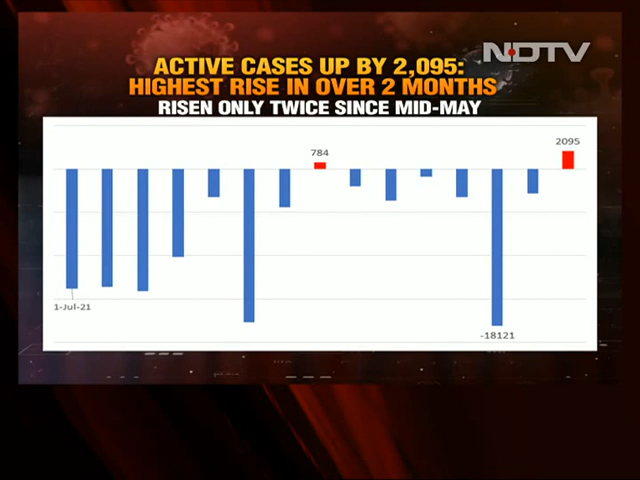 NDTV
ACTIVE CASES UP BY 2,095:
HIGHEST RISE IN OVER 2 MONTHS
RISEN ONLY TWICE SINCE MID-MAY
2095
784
1-Jul-21
-18121